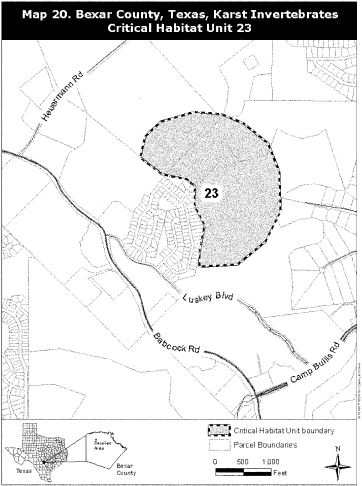 Map 20. Bexar County, Texas, Karst Invertebrates
Critical Habitat Unit 23
Heuermann Rd
23
Luskey Blvd
Babcock Rd
Camp Bullis Rd
Critical Habitat Unit boundary
Parcel Boundaries
0 500 1,000
Feet
Texas
Detailed
Area
Bexar
County
N